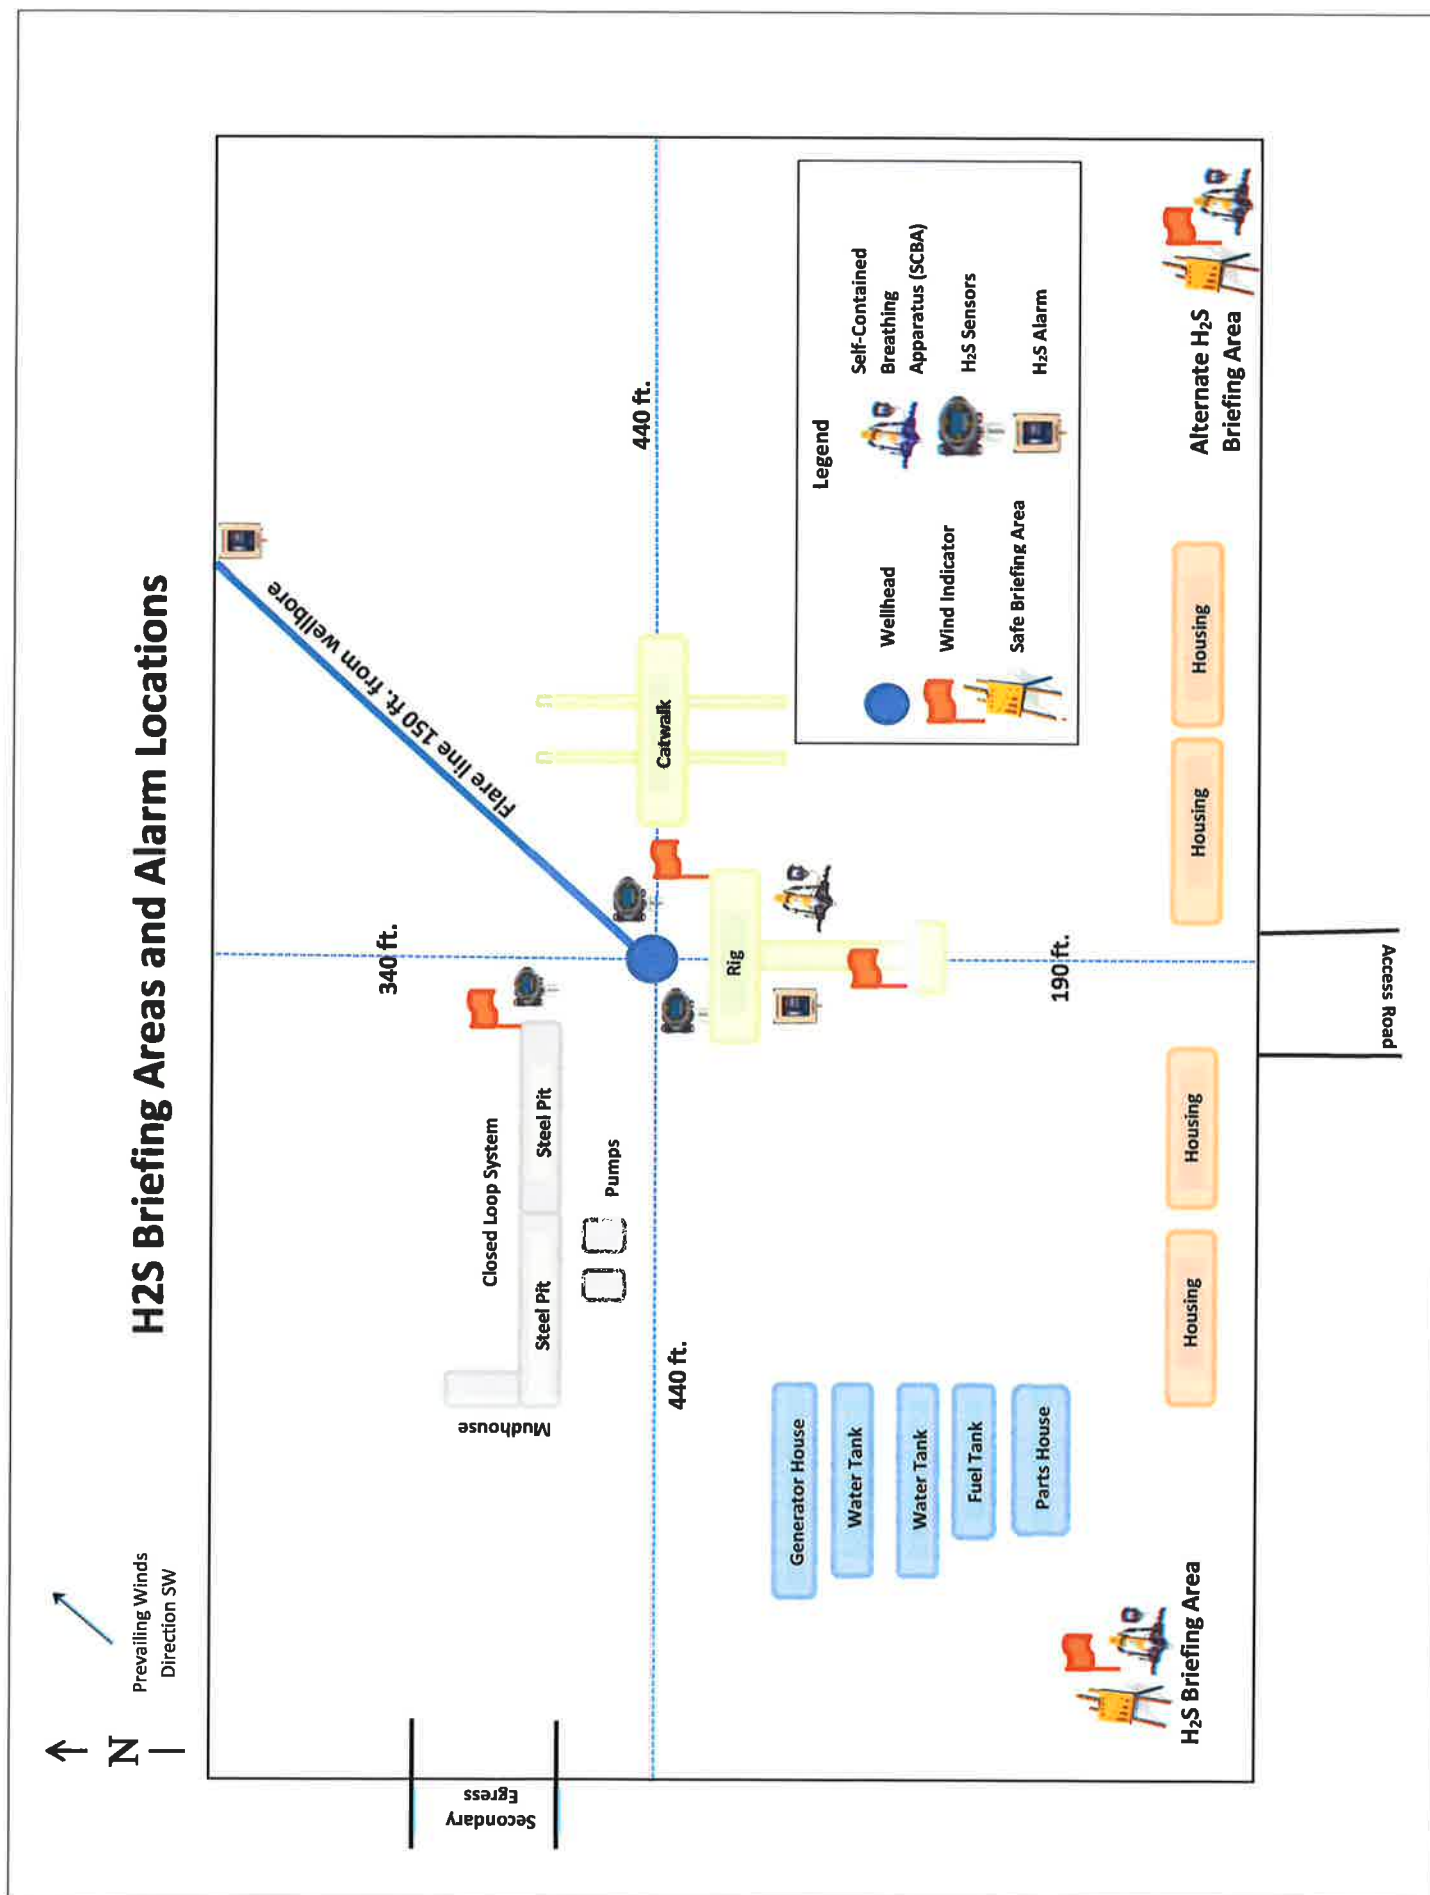 H2S Briefing Areas and Alarm Locations
N
Prevailing Winds
Direction SW
Secondary
Egress
340 ft.
Flare line 150 ft. from wellbore
Closed Loop System
Mudhouse
Steel Pit
Steel Pit
Pumps
440 ft.
440 ft.
Catwalk
Rig
190 ft.
Generator House
Water Tank
Water Tank
Fuel Tank
Parts House
Legend
Wellhead
Wind Indicator
Safe Briefing Area
Self-Contained
Breathing
Apparatus (SCBA)
H₂S Sensors
H₂S Alarm
H₂S Briefing Area
Housing
Housing
Housing
Housing
Alternate H₂S
Briefing Area
Access Road